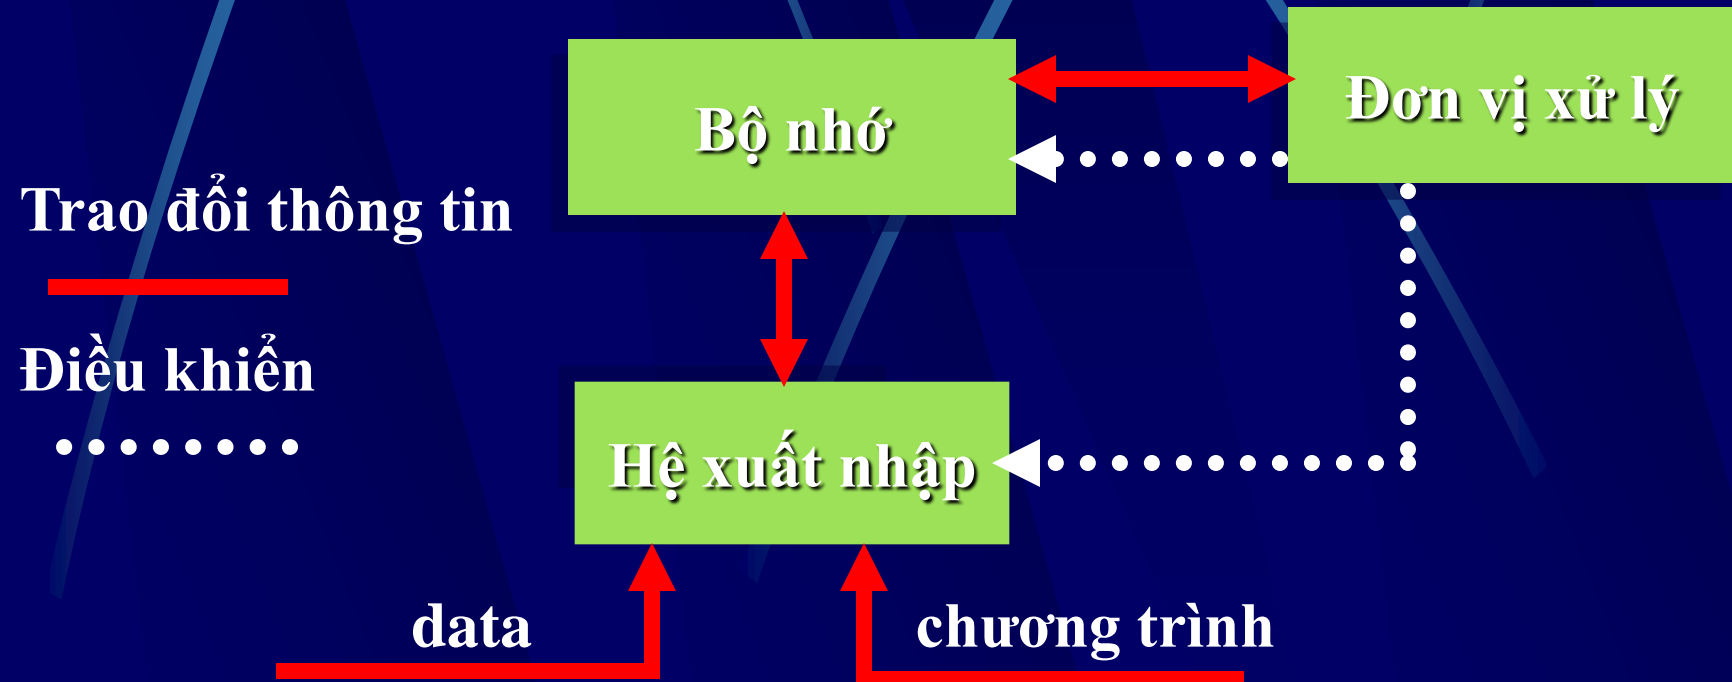 Bộ nhớ
Đơn vị xử lý
Trao đổi thông tin
Điều khiển
Hệ xuất nhập
data
chương trình